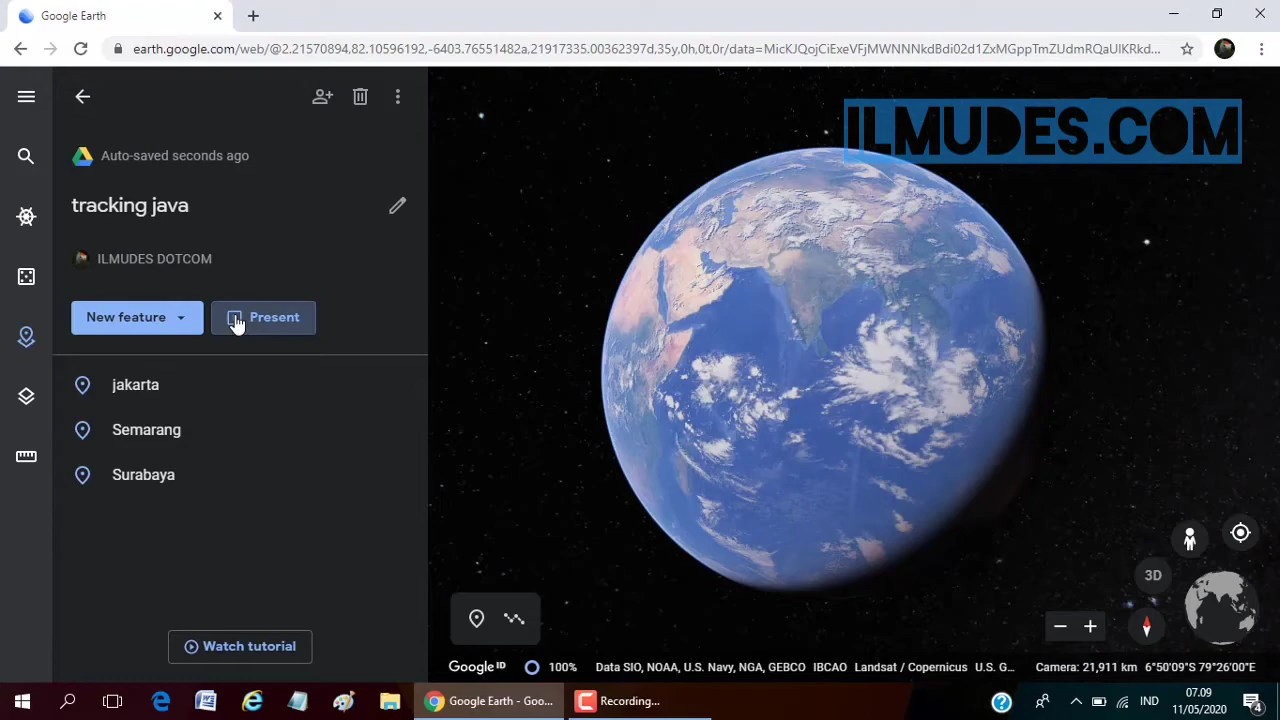 Google Earth
earth.google.com/web/@2.21570894,82.10596192,-6403.76551482a,21917335.00362397d,35y,0h,0t,0r/data=MicKJQojCiExeVFjMWNNNkdBdi02d1ZxMGppTmZUdmRQaUlKRkd...
ILMUDES.COM
Auto-saved seconds ago
tracking java
ILMUDES DOTCOM
New feature
Present
jakarta
Semarang
Surabaya
3D
Watch tutorial
Google ID
100%
Data SIO, NOAA, U.S. Navy, NGA, GEBCO IBCAO Landsat / Copernicus U.S. G...
Camera: 21,911 km 6°50'09"S 79°26'00"E
Google Earth - Goo...
Recording...
IND
07.09
11/05/2020
4